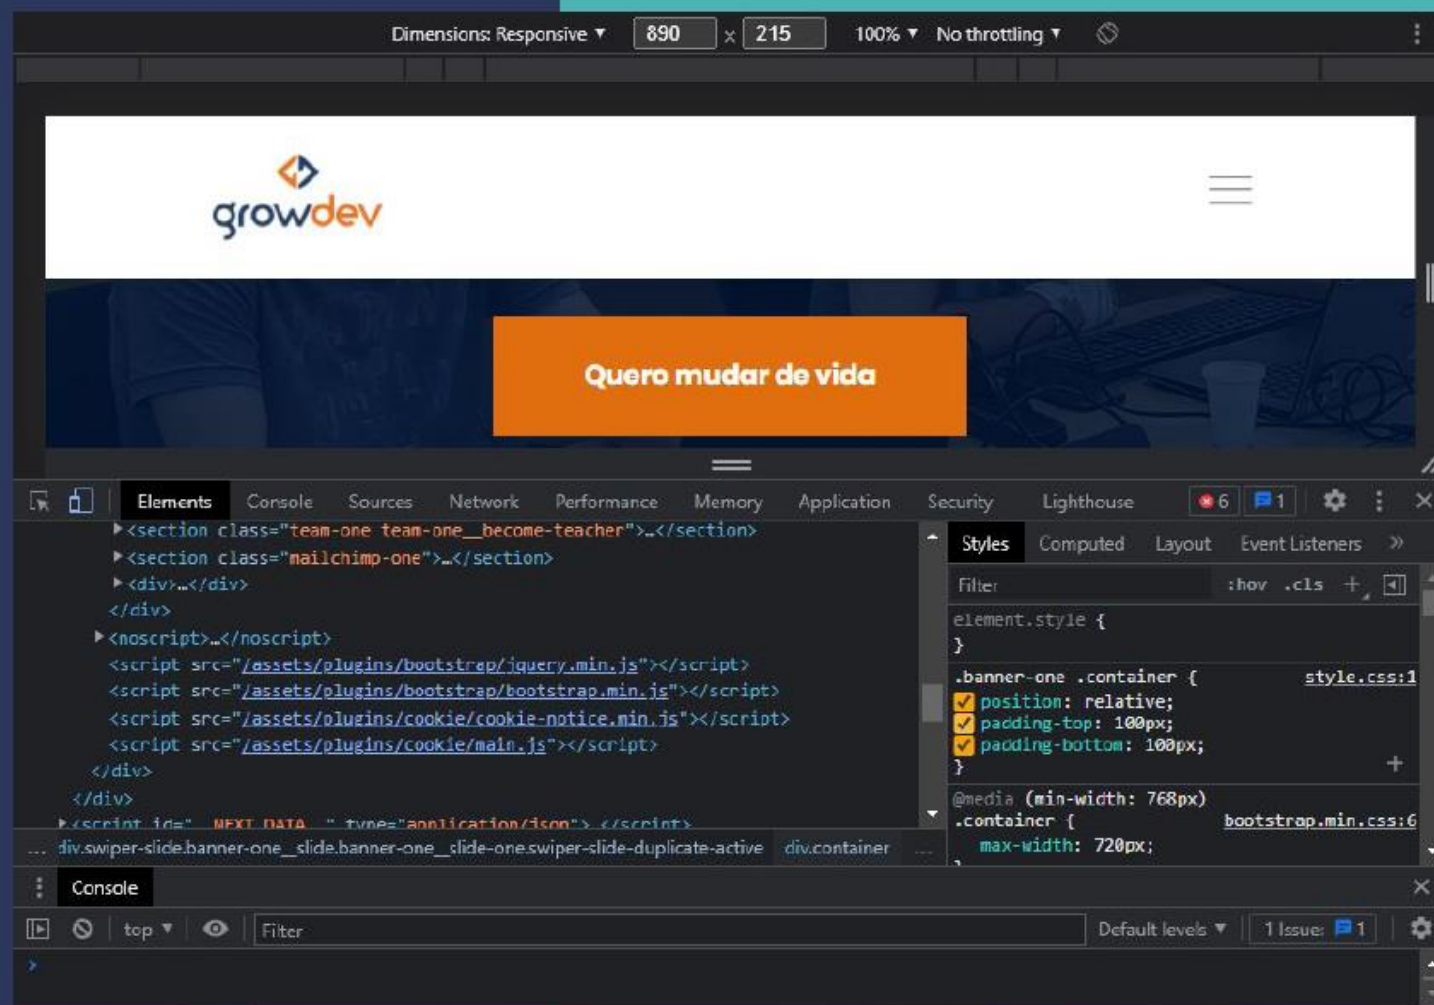 Dimensions: Responsive ▼ 890 x 215 100% ▼ No throttling ▼
growdev
Quero mudar de vida
Elements Console Sources Network Performance Memory Application Security Lighthouse 6 1
▶<section class="team-one team-one__become-teacher">…</section>
▶<section class="mailchimp-one">…</section>
▶<div>…</div>
</div>
▶<noscript>…</noscript>
<script src="/assets/plugins/bootstrap/jquery.min.js"></script>
<script src="/assets/plugins/bootstrap/bootstrap.min.js"></script>
<script src="/assets/plugins/cookie/cookie-notice.min.js"></script>
<script src="/assets/plugins/cookie/main.js"></script>
</div>
</div>
▶<script id="__NEXT_DATA__" type="application/json">…</script>
... div.swiper-slide.banner-one__slide.banner-one__slide-one.swiper-slide-duplicate-active div.container ...
Styles Computed Layout Event Listeners »
Filter :hov .cls +
element.style {
}
.banner-one .container { style.css:1
position: relative;
padding-top: 100px;
padding-bottom: 100px;
}
@media (min-width: 768px)
.container { bootstrap.min.css:6
max-width: 720px;
Console
top ▼ Filter Default levels ▼ 1 Issue: 1